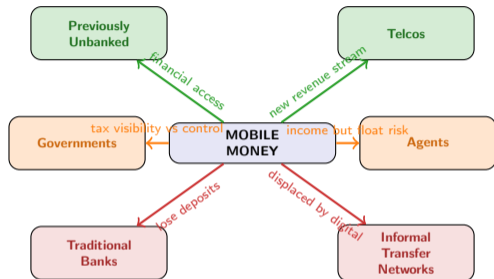 Previously
Unbanked
Telcos
financial access
new revenue stream
Governments
tax visibility vs control
MOBILE
MONEY
income but float risk
Agents
lose deposits
displaced by digital
Traditional
Banks
Informal
Transfer
Networks